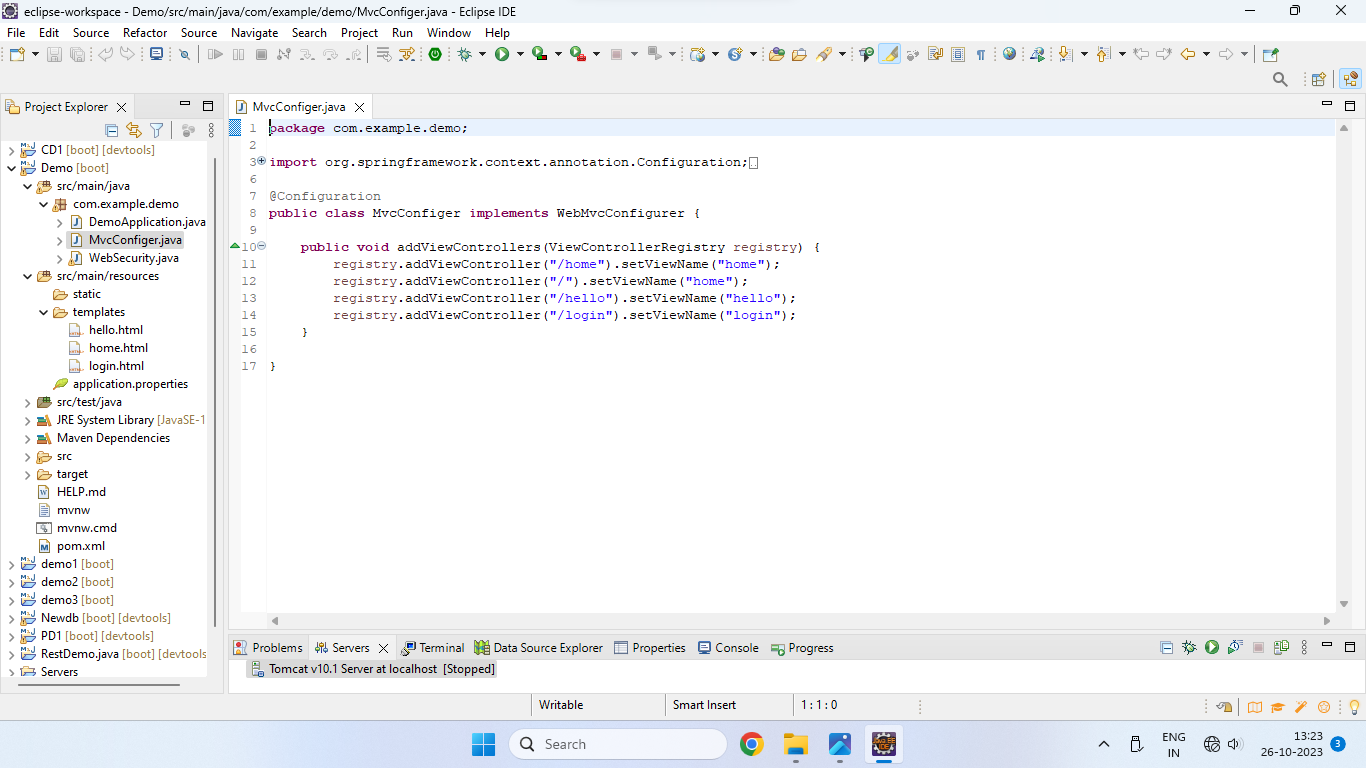 eclipse-workspace - Demo/src/main/java/com/example/demo/MvcConfiger.java - Eclipse IDE
File Edit Source Refactor Source Navigate Search Project Run Window Help
Project Explorer
CD1 [boot] [devtools]
Demo [boot]
src/main/java
com.example.demo
DemoApplication.java
MvcConfiger.java
WebSecurity.java
src/main/resources
static
templates
hello.html
home.html
login.html
application.properties
src/test/java
JRE System Library [JavaSE-1
Maven Dependencies
src
target
HELP.md
mvnw
mvnw.cmd
pom.xml
demo1 [boot]
demo2 [boot]
demo3 [boot]
Newdb [boot] [devtools]
PD1 [boot] [devtools]
RestDemo.java [boot] [devtools
Servers
MvcConfiger.java
1 package com.example.demo;
2
3 import org.springframework.context.annotation.Configuration;
6
7 @Configuration
8 public class MvcConfiger implements WebMvcConfigurer {
9
10 public void addViewControllers(ViewControllerRegistry registry) {
11 registry.addViewController("/home").setViewName("home");
12 registry.addViewController("/").setViewName("home");
13 registry.addViewController("/hello").setViewName("hello");
14 registry.addViewController("/login").setViewName("login");
15 }
16
17 }
Problems Servers Terminal Data Source Explorer Properties Console Progress
Tomcat v10.1 Server at localhost [Stopped]
Writable Smart Insert 1 : 1 : 0
Search
ENG
IN
13:23
26-10-2023
3